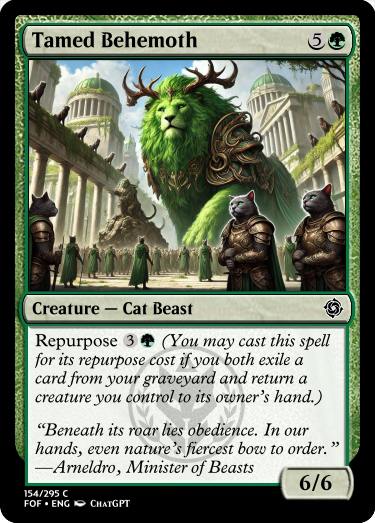 Tamed Behemoth 5
Creature — Cat Beast
Repurpose 3 (You may cast this spell
for its repurpose cost if you both exile
a card from your graveyard and return a
creature you control to its owner's hand.)
"Beneath its roar lies obedience. In our
hands, even nature's fiercest bow to order."
—Arneldro, Minister of Beasts
6/6
154/295 C
FOF • ENG ChatGPT